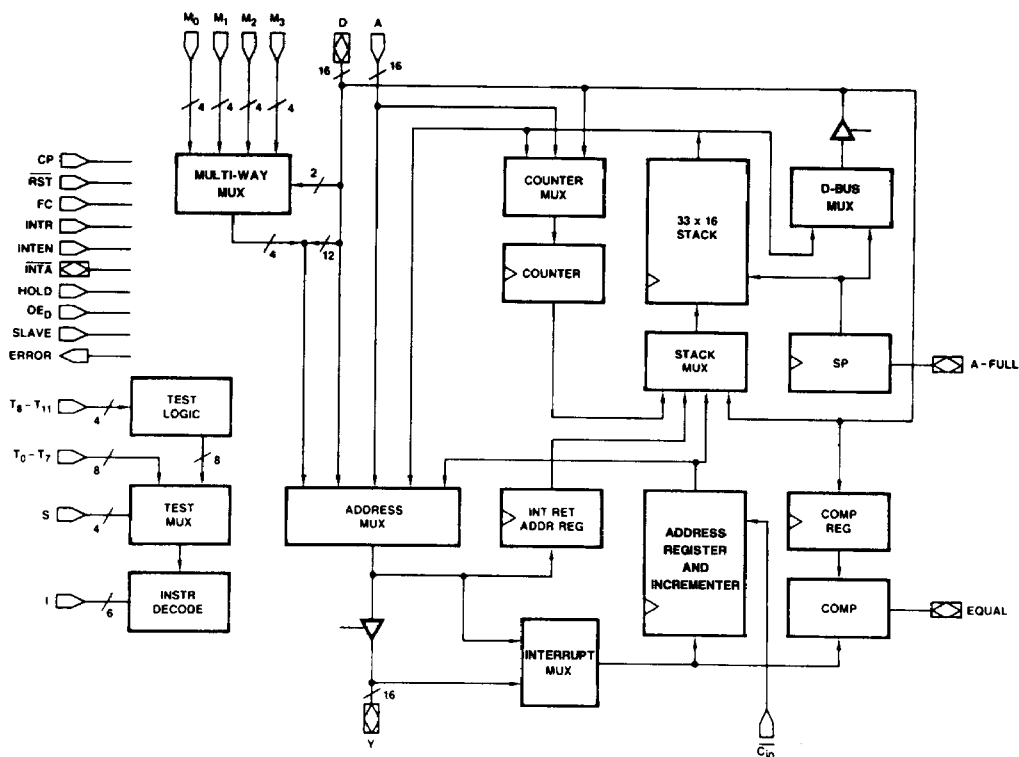 M0 M1 M2 M3 D A
16 16
4 4 4 4
CP
RST
FC
INTR
INTEN
INTA
HOLD
OED
SLAVE
ERROR
MULTI-WAY
MUX
2
4 12
COUNTER
MUX
COUNTER
33 x 16
STACK
D-BUS
MUX
STACK
MUX
SP
A-FULL
T8-T11
4
TEST
LOGIC
T0-T7
8
8
S
4
TEST
MUX
I
6
INSTR
DECODE
ADDRESS
MUX
INT RET
ADDR REG
ADDRESS
REGISTER
AND
INCREMENTER
COMP
REG
COMP
EQUAL
INTERRUPT
MUX
16
Y
Cin